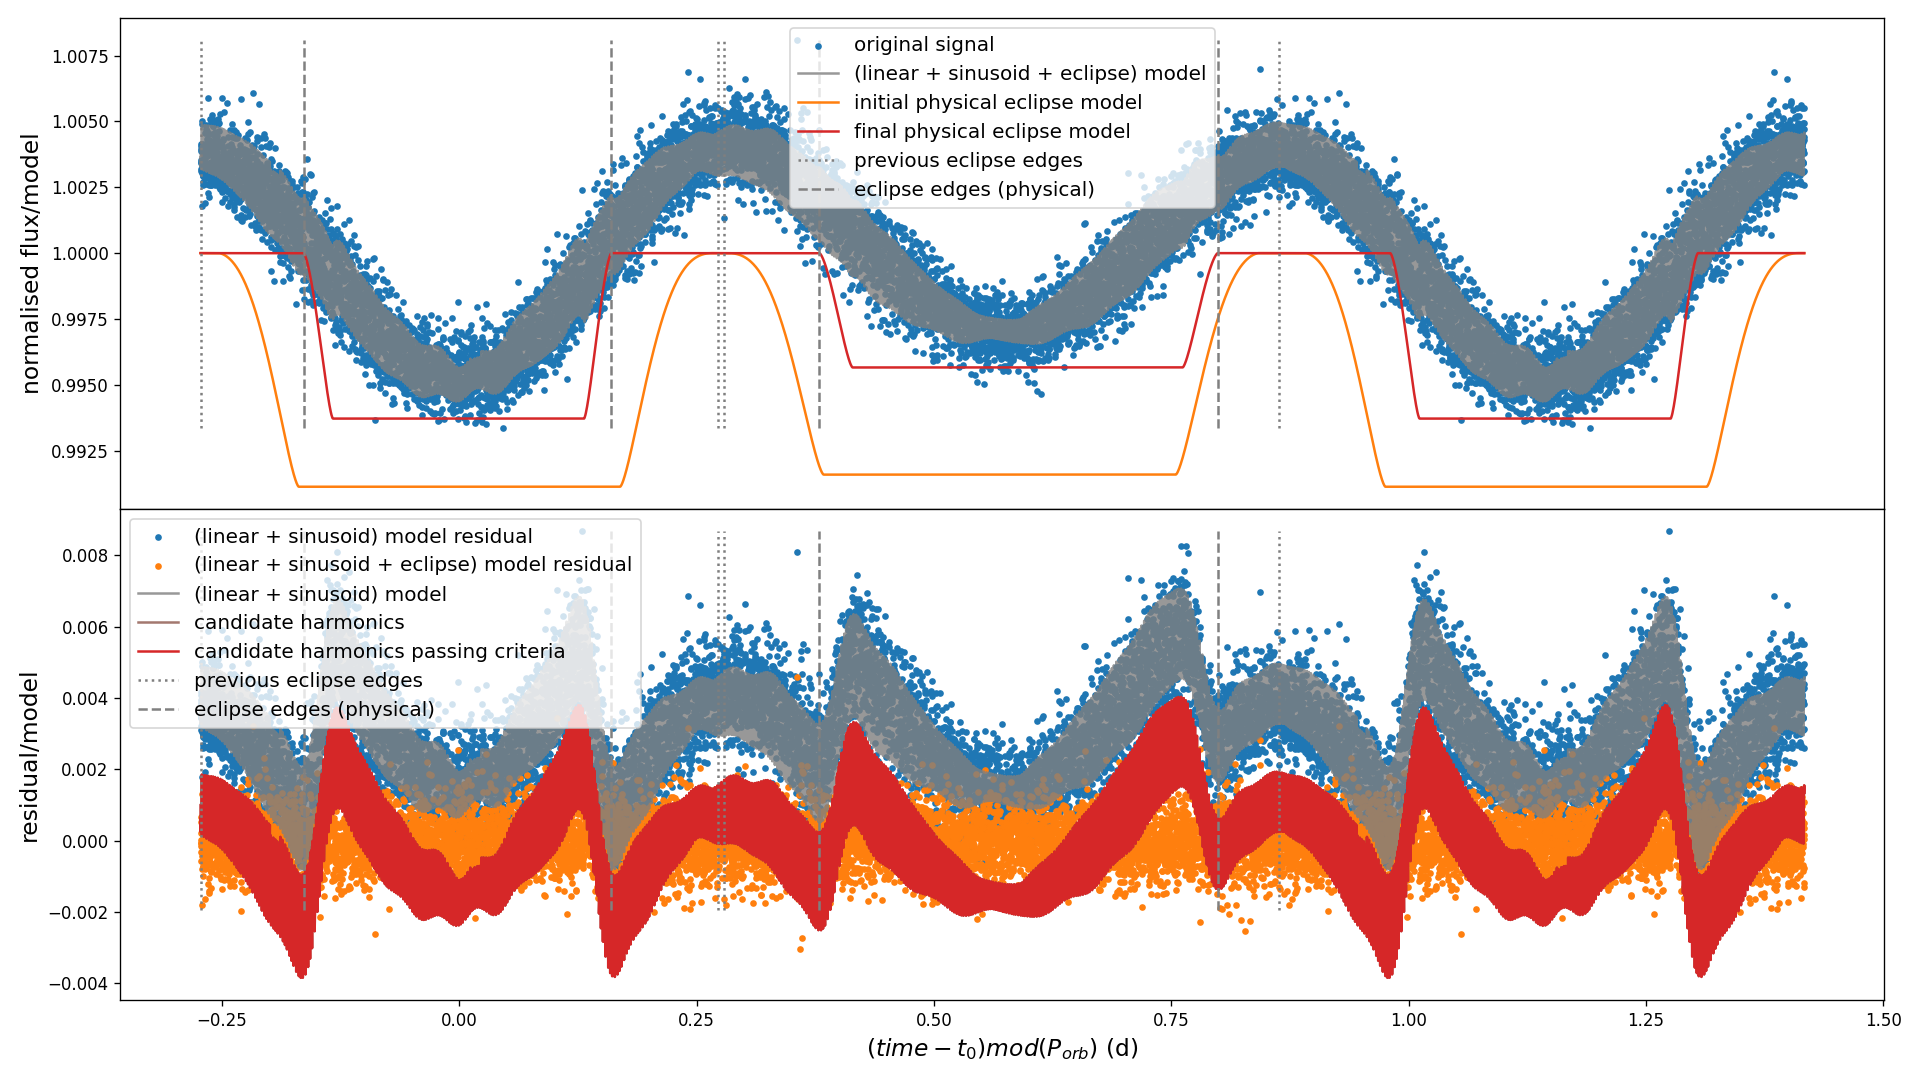 normalised flux/model
1.0075
1.0050
1.0025
1.0000
0.9975
0.9950
0.9925
original signal
(linear + sinusoid + eclipse) model
initial physical eclipse model
final physical eclipse model
previous eclipse edges
eclipse edges (physical)
residual/model
0.008
0.006
0.004
0.002
0.000
−0.002
−0.004
(linear + sinusoid) model residual
(linear + sinusoid + eclipse) model residual
(linear + sinusoid) model
candidate harmonics
candidate harmonics passing criteria
previous eclipse edges
eclipse edges (physical)
−0.25 0.00 0.25 0.50 0.75 1.00 1.25 1.50
(time − t₀)mod(Pₒᵣb) (d)